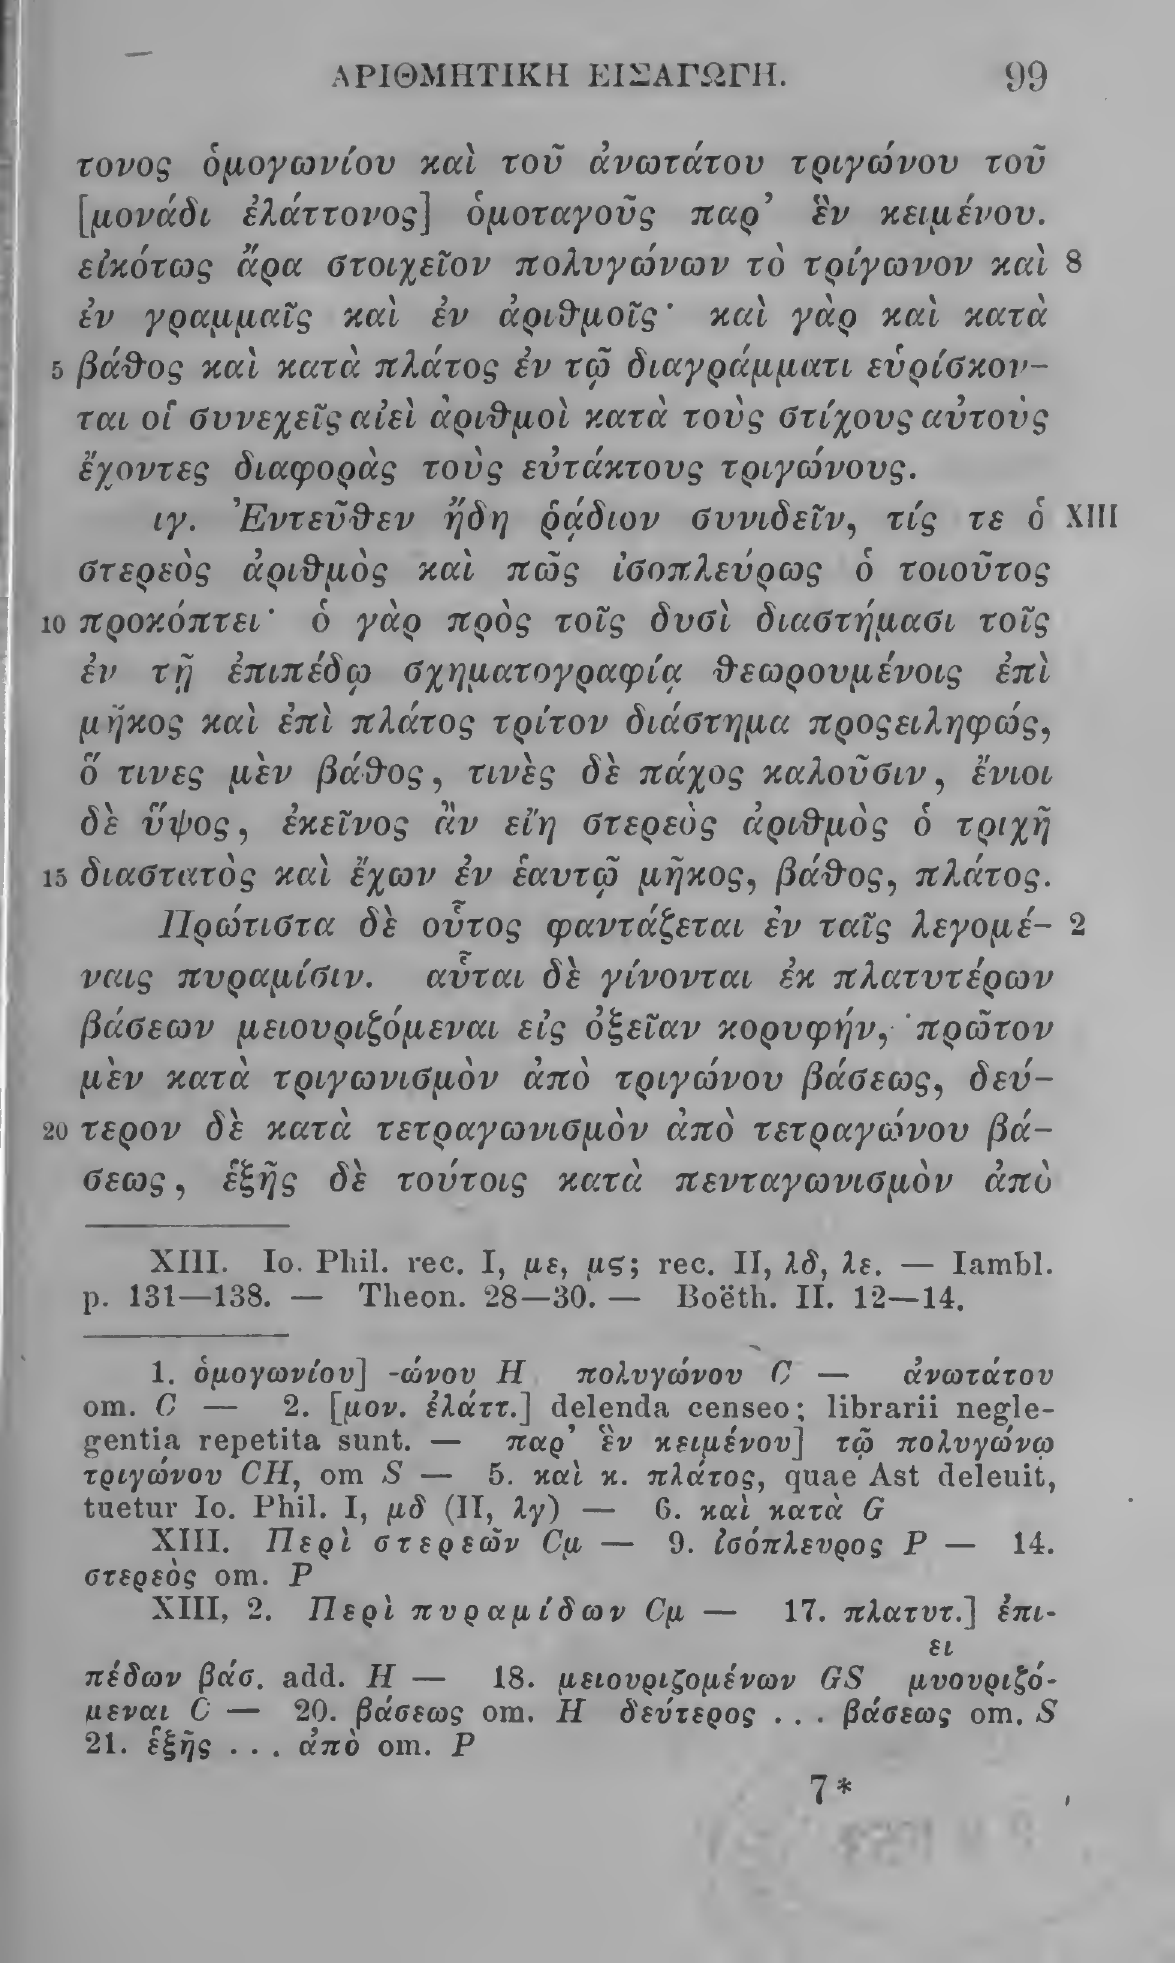 ΑΡΙΘΜΗΤΙΚΗ ΕΙΣΑΓΩΓΗ. 99
τονος ὁμογωνίου καὶ τοῦ ἀνωτάτου τριγώνου τοῦ
[μονάδι ἐλάττονος] ὁμοταγοῦς παρ’ ἓν κειμένου.
εἰκότως ἄρα στοιχεῖον πολυγώνων τὸ τρίγωνον καὶ 8
ἐν γραμμαῖς καὶ ἐν ἀριθμοῖς· καὶ γὰρ καὶ κατὰ
5 βάθος καὶ κατὰ πλάτος ἐν τῷ διαγράμματι εὑρίσκον-
ται οἱ συνεχεῖς αἰεὶ ἀριθμοὶ κατὰ τοὺς στίχους αὐτοὺς
ἔχοντες διαφορὰς τοὺς εὐτάκτους τριγώνους.
ιγ. Ἐντεῦθεν ἤδη ῥᾴδιον συνιδεῖν, τίς τε ὁ XIII
στερεὸς ἀριθμὸς καὶ πῶς ἰσοπλεύρως ὁ τοιοῦτος
10 προκόπτει· ὁ γὰρ πρὸς τοῖς δυσὶ διαστήμασι τοῖς
ἐν τῇ ἐπιπέδῳ σχηματογραφίᾳ θεωρουμένοις ἐπὶ
μῆκος καὶ ἐπὶ πλάτος τρίτον διάστημα προςειληφώς,
ὅ τινες μὲν βάθος, τινὲς δὲ πάχος καλοῦσιν, ἔνιοι
δὲ ὕψος, ἐκεῖνος ἂν εἴη στερεὸς ἀριθμὸς ὁ τριχῆ
15 διαστατὸς καὶ ἔχων ἐν ἑαυτῷ μῆκος, βάθος, πλάτος.
Πρώτιστα δὲ οὗτος φαντάζεται ἐν ταῖς λεγομέ- 2
ναις πυραμίσιν. αὗται δὲ γίνονται ἐκ πλατυτέρων
βάσεων μειουριζόμεναι εἰς ὀξεῖαν κορυφήν, πρῶτον
μὲν κατὰ τριγωνισμὸν ἀπὸ τριγώνου βάσεως, δεύ-
20 τερον δὲ κατὰ τετραγωνισμὸν ἀπὸ τετραγώνου βά-
σεως, ἑξῆς δὲ τούτοις κατὰ πενταγωνισμὸν ἀπὸ
XIII. Io. Phil. rec. I, με, μϛ; rec. II, λδ, λε. — Iambl.
p. 131—138. — Theon. 28—30. — Boëth. II. 12—14.
1. ὁμογωνίου] -ώνου H πολυγώνου C — ἀνωτάτου
om. C — 2. [μον. ἐλάττ.] delenda censeo; librarii negle-
gentia repetita sunt. — παρ’ ἓν κειμένου] τῷ πολυγώνῳ
τριγώνου CH, om S — 5. καὶ κ. πλάτος, quae Ast deleuit,
tuetur Io. Phil. I, μδ (II, λγ) — 6. καὶ κατὰ G
XIII. Περὶ στερεῶν Cμ — 9. ἰσόπλευρος P — 14.
στερεὸς om. P
XIII, 2. Περὶ πυραμίδων Cμ — 17. πλατυτ.] ἐπι-
ει
πέδων βάσ. add. H — 18. μειουριζομένων GS μυουριζό-
μεναι C — 20. βάσεως om. H δεύτερος . . . βάσεως om. S
21. ἑξῆς . . . ἀπὸ om. P
7*